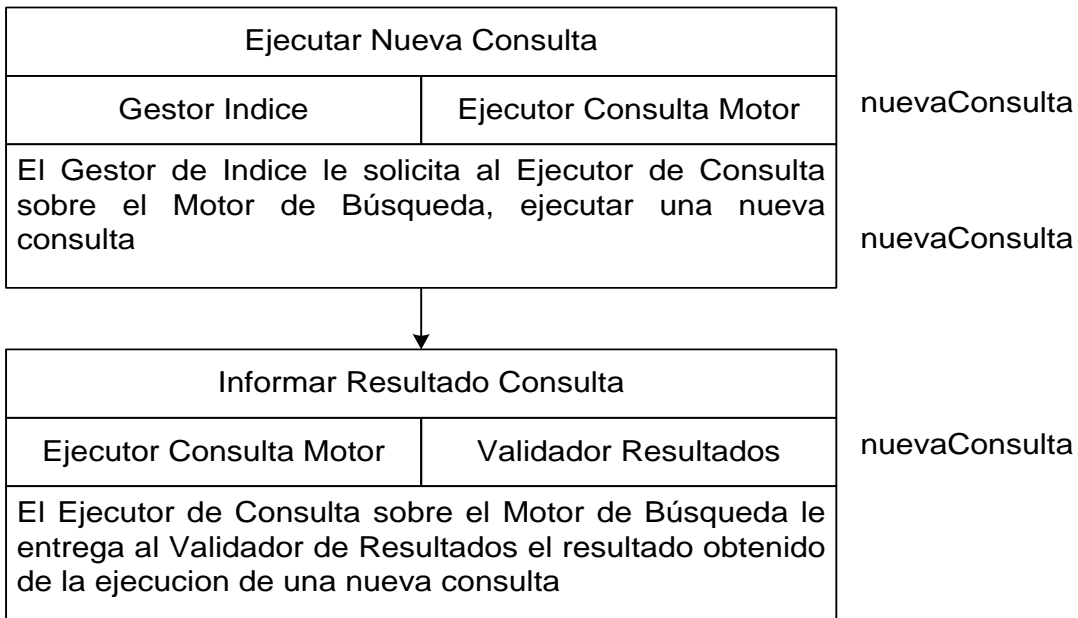 Ejecutar Nueva Consulta
Gestor Indice
Ejecutor Consulta Motor
nuevaConsulta
El Gestor de Indice le solicita al Ejecutor de Consulta
sobre el Motor de Búsqueda, ejecutar una nueva
consulta
nuevaConsulta
Informar Resultado Consulta
Ejecutor Consulta Motor
Validador Resultados
nuevaConsulta
El Ejecutor de Consulta sobre el Motor de Búsqueda le
entrega al Validador de Resultados el resultado obtenido
de la ejecucion de una nueva consulta